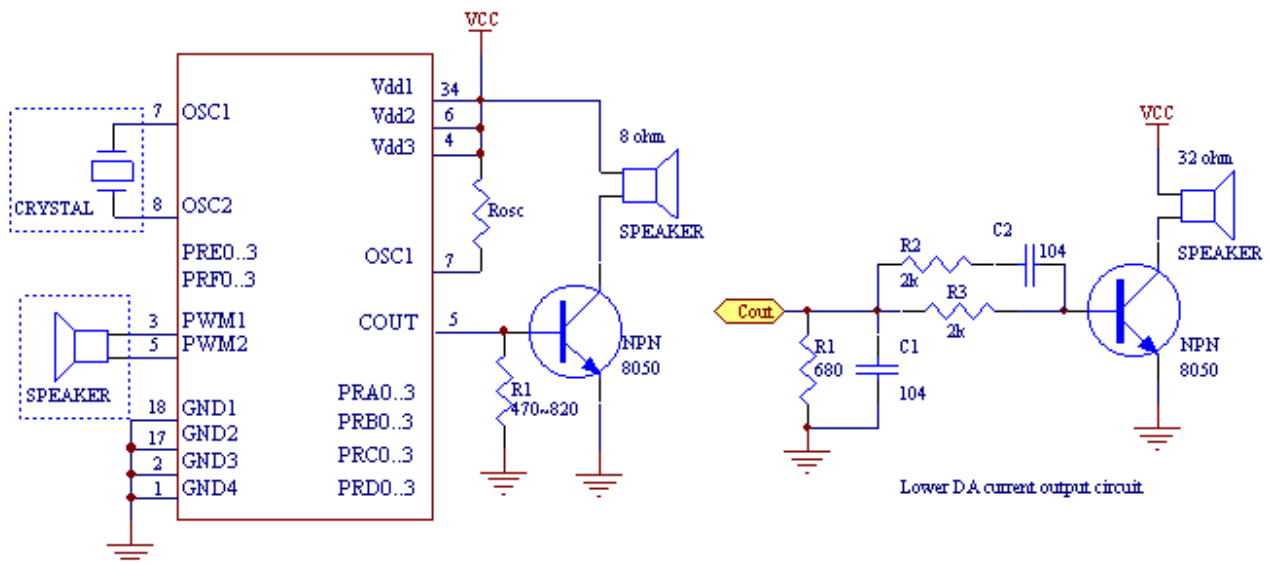 VCC
Vdd1 34
7 OSC1
Vdd2 6
Vdd3 4
8 ohm
VCC
32 ohm
CRYSTAL
8 OSC2
Rosc
SPEAKER
SPEAKER
PRE0..3
PRF0..3
OSC1 7
R2
2k
C2
104
R3
2k
Cout
3 PWM1
5 PWM2
COUT 5
SPEAKER
NPN
8050
R1
680
C1
104
NPN
8050
R1
470~820
18 GND1
17 GND2
2 GND3
1 GND4
PRA0..3
PRB0..3
PRC0..3
PRD0..3
Lower DA current output circuit